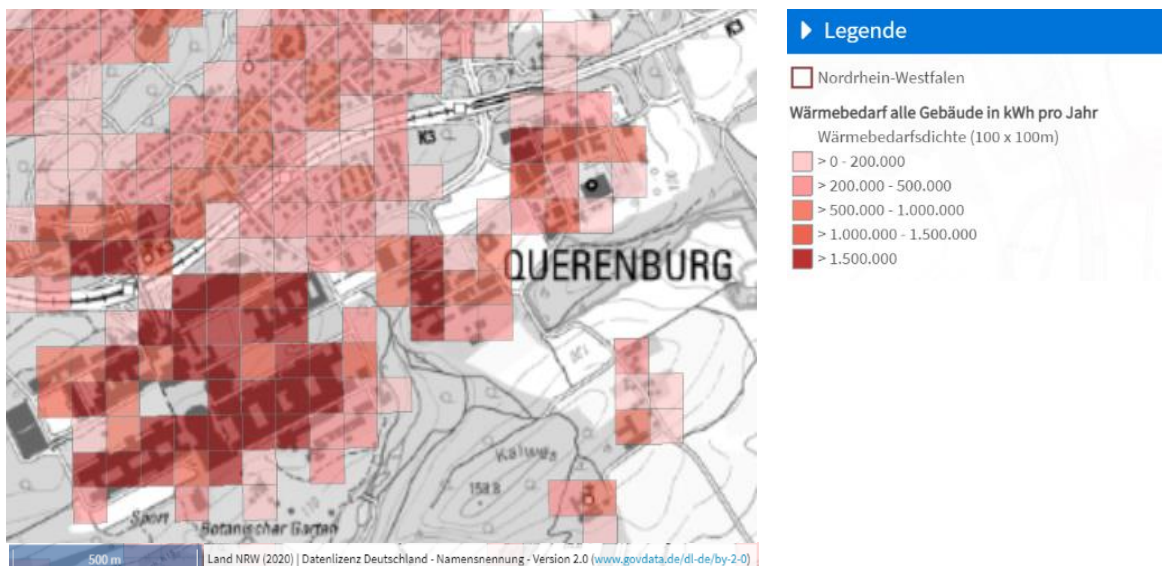 Legende
Nordrhein-Westfalen
Wärmebedarf alle Gebäude in kWh pro Jahr
Wärmebedarfsdichte (100 x 100m)
> 0 - 200.000
> 200.000 - 500.000
> 500.000 - 1.000.000
> 1.000.000 - 1.500.000
> 1.500.000
K3
QUERENBURG
Kalwes
158.8
Sport
Botanischer Garten
500 m
Land NRW (2020) | Datenlizenz Deutschland - Namensnennung - Version 2.0 (www.govdata.de/dl-de/by-2-0)